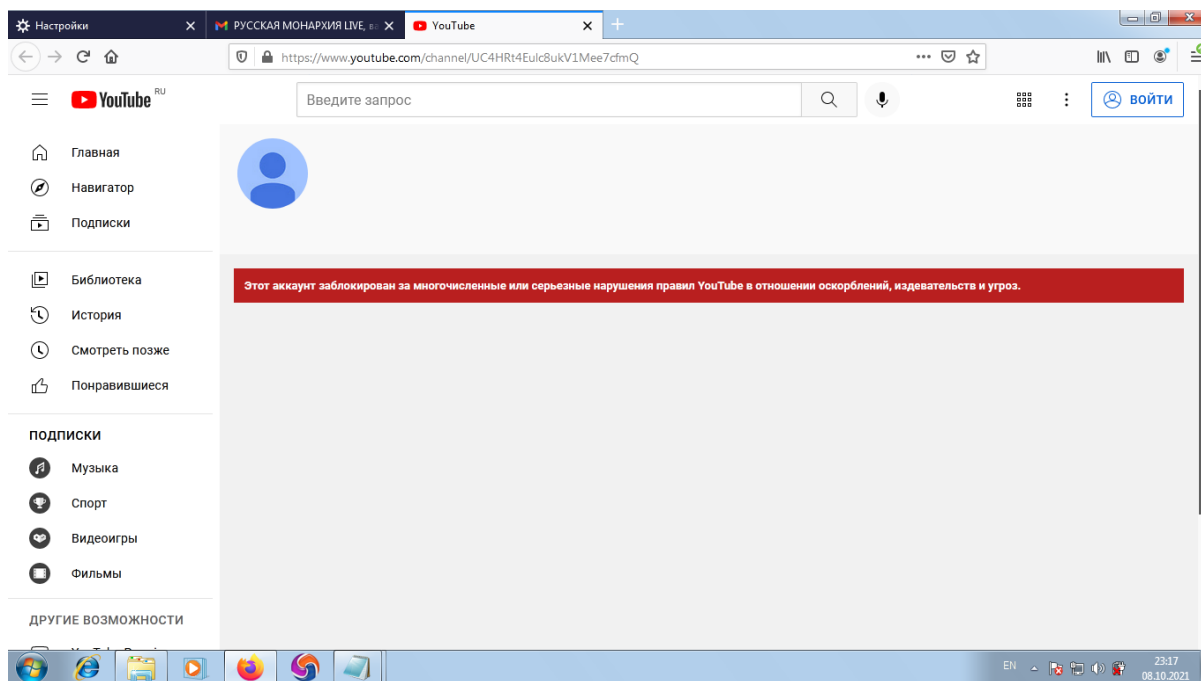 Настройки
РУССКАЯ МОНАРХИЯ LIVE,
YouTube
https://www.youtube.com/channel/UC4HRt4Eulc8ukV1Mee7cfmQ
YouTube RU
Введите запрос
ВОЙТИ
Главная
Навигатор
Подписки
Этот аккаунт заблокирован за многочисленные или серьезные нарушения правил YouTube в отношении оскорблений, издевательств и угроз.
Библиотека
История
Смотреть позже
Понравившиеся
ПОДПИСКИ
Музыка
Спорт
Видеоигры
Фильмы
ДРУГИЕ ВОЗМОЖНОСТИ
EN
23:17
08.10.2021